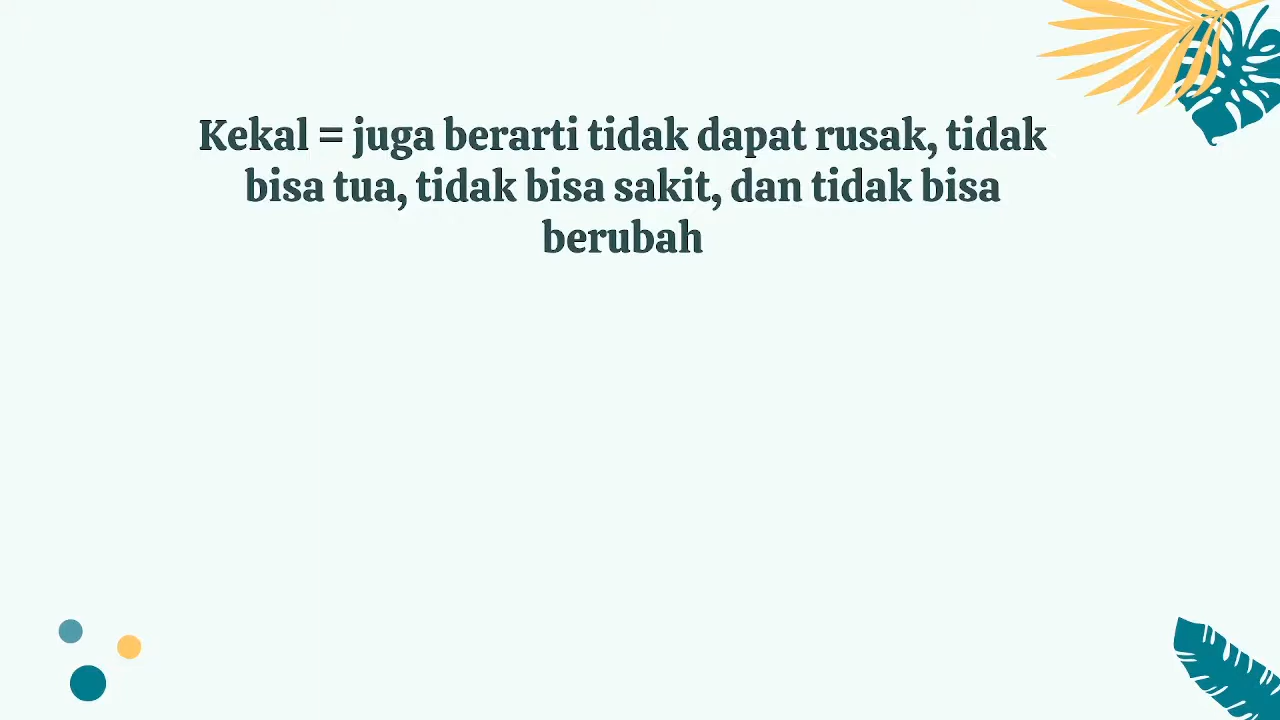 Kekal = juga berarti tidak dapat rusak, tidak
bisa tua, tidak bisa sakit, dan tidak bisa
berubah